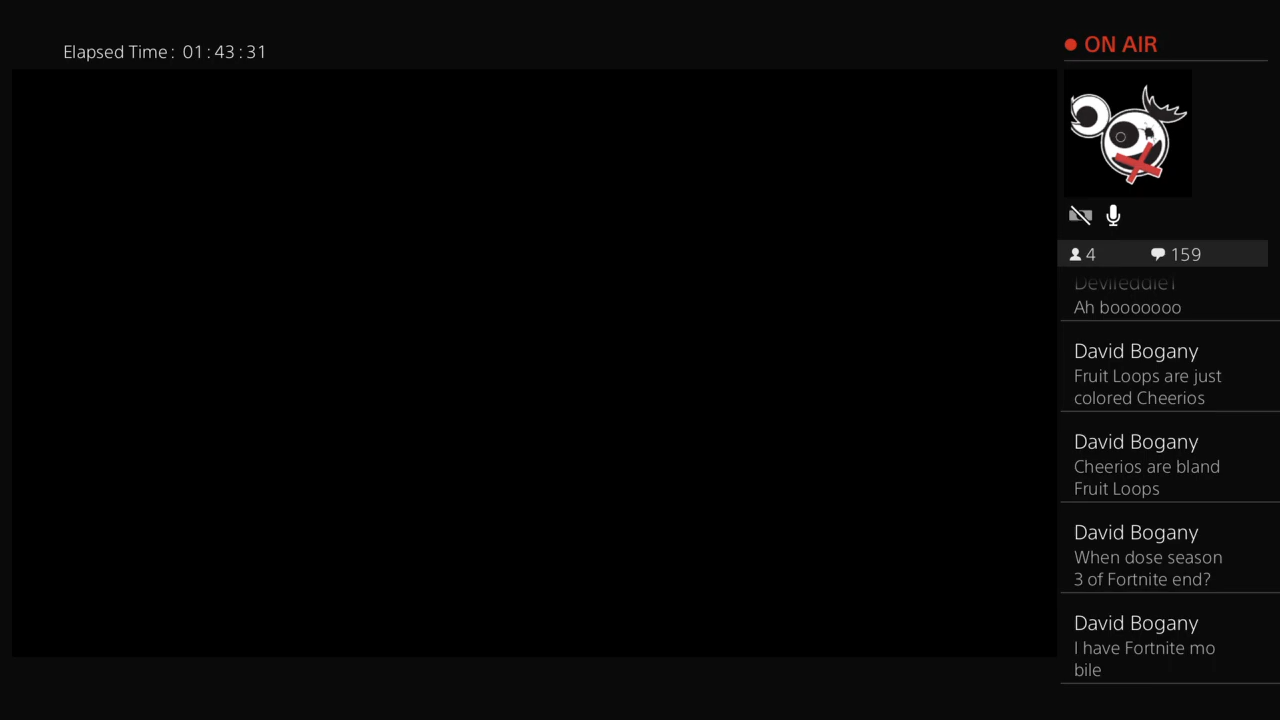 Elapsed Time: 01:43:31
ON AIR
4 159
Devileddie1
Ah booooooo
David Bogany
Fruit Loops are just
colored Cheerios
David Bogany
Cheerios are bland
Fruit Loops
David Bogany
When dose season
3 of Fortnite end?
David Bogany
I have Fortnite mo
bile